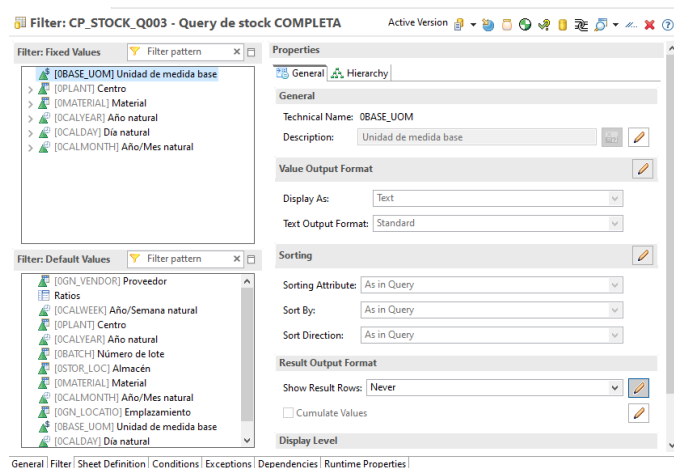 Filter: CP_STOCK_Q003 - Query de stock COMPLETA
Active Version
Filter: Fixed Values
Filter pattern
[0BASE_UOM] Unidad de medida base
[0PLANT] Centro
[0MATERIAL] Material
[0CALYEAR] Año natural
[0CALDAY] Día natural
[0CALMONTH] Año/Mes natural
Filter: Default Values
Filter pattern
[0GN_VENDOR] Proveedor
Ratios
[0CALWEEK] Año/Semana natural
[0PLANT] Centro
[0CALYEAR] Año natural
[0BATCH] Número de lote
[0STOR_LOC] Almacén
[0MATERIAL] Material
[0CALMONTH] Año/Mes natural
[0GN_LOCATIO] Emplazamiento
[0BASE_UOM] Unidad de medida base
[0CALDAY] Día natural
Properties
General Hierarchy
General
Technical Name: 0BASE_UOM
Description: Unidad de medida base
Value Output Format
Display As: Text
Text Output Format: Standard
Sorting
Sorting Attribute: As in Query
Sort By: As in Query
Sort Direction: As in Query
Result Output Format
Show Result Rows: Never
Cumulate Values
Display Level
General Filter Sheet Definition Conditions Exceptions Dependencies Runtime Properties